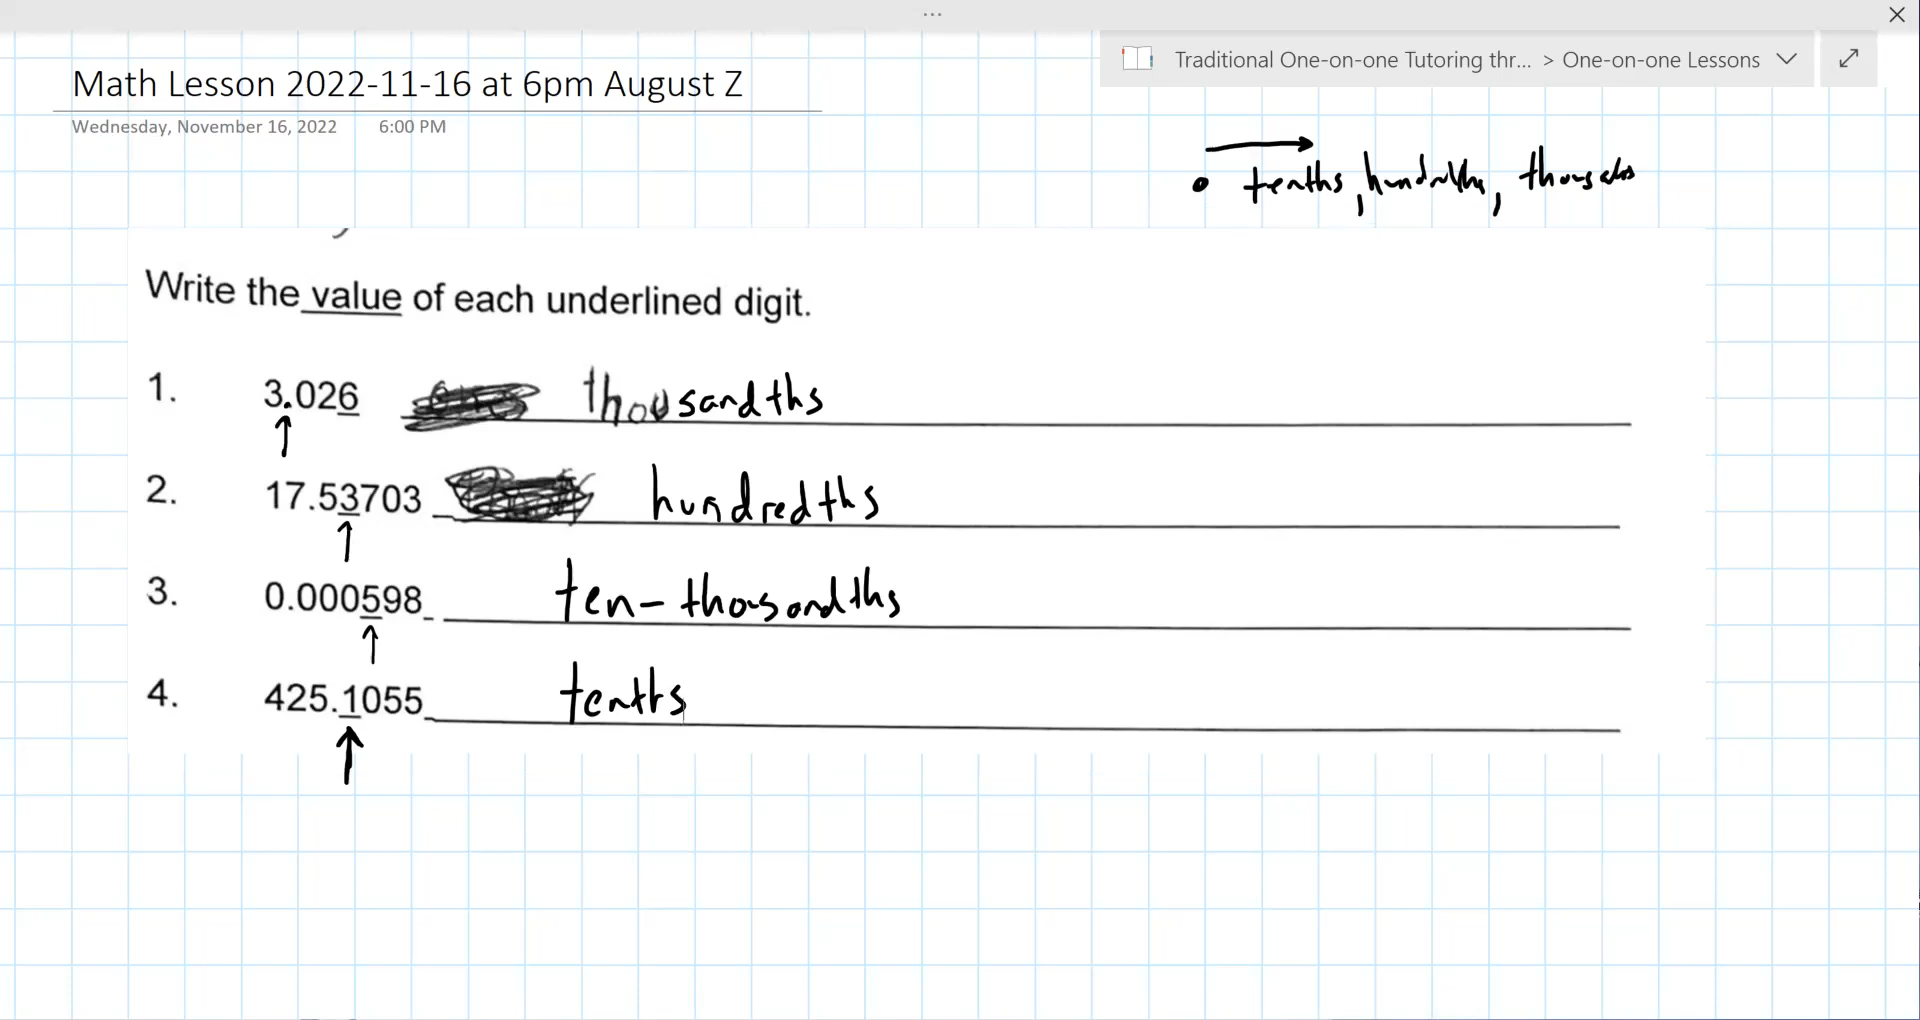 ...
Traditional One-on-one Tutoring thr... > One-on-one Lessons
Math Lesson 2022-11-16 at 6pm August Z
Wednesday, November 16, 2022 6:00 PM
. tenths, hundredths,
Write the value of each underlined digit.
1. 3.026 thousandths
2. 17.53703 hundredths
3. 0.000598 ten-thousandths
4. 425.1055 tenths